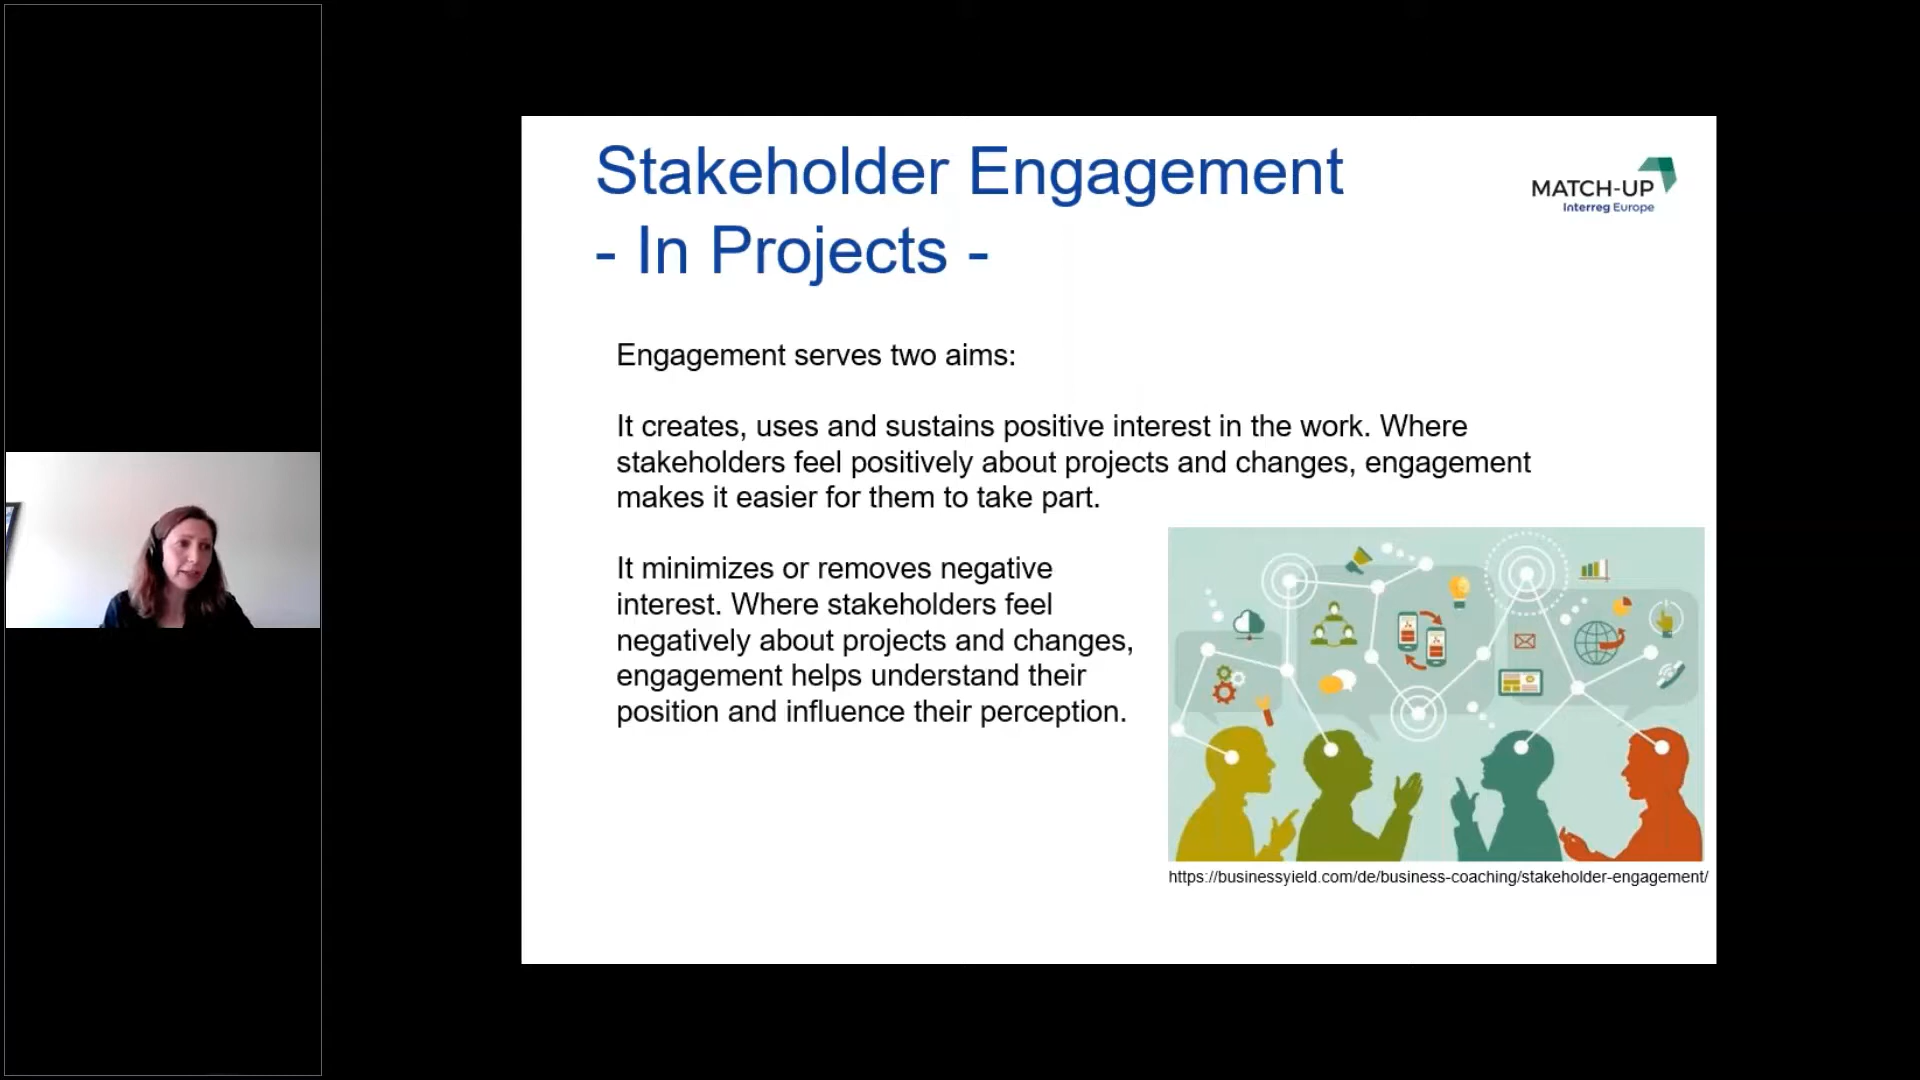 Stakeholder Engagement
- In Projects -
MATCH-UP
Interreg Europe
Engagement serves two aims:
It creates, uses and sustains positive interest in the work. Where
stakeholders feel positively about projects and changes, engagement
makes it easier for them to take part.
It minimizes or removes negative
interest. Where stakeholders feel
negatively about projects and changes,
engagement helps understand their
position and influence their perception.
https://businessyield.com/de/business-coaching/stakeholder-engagement/